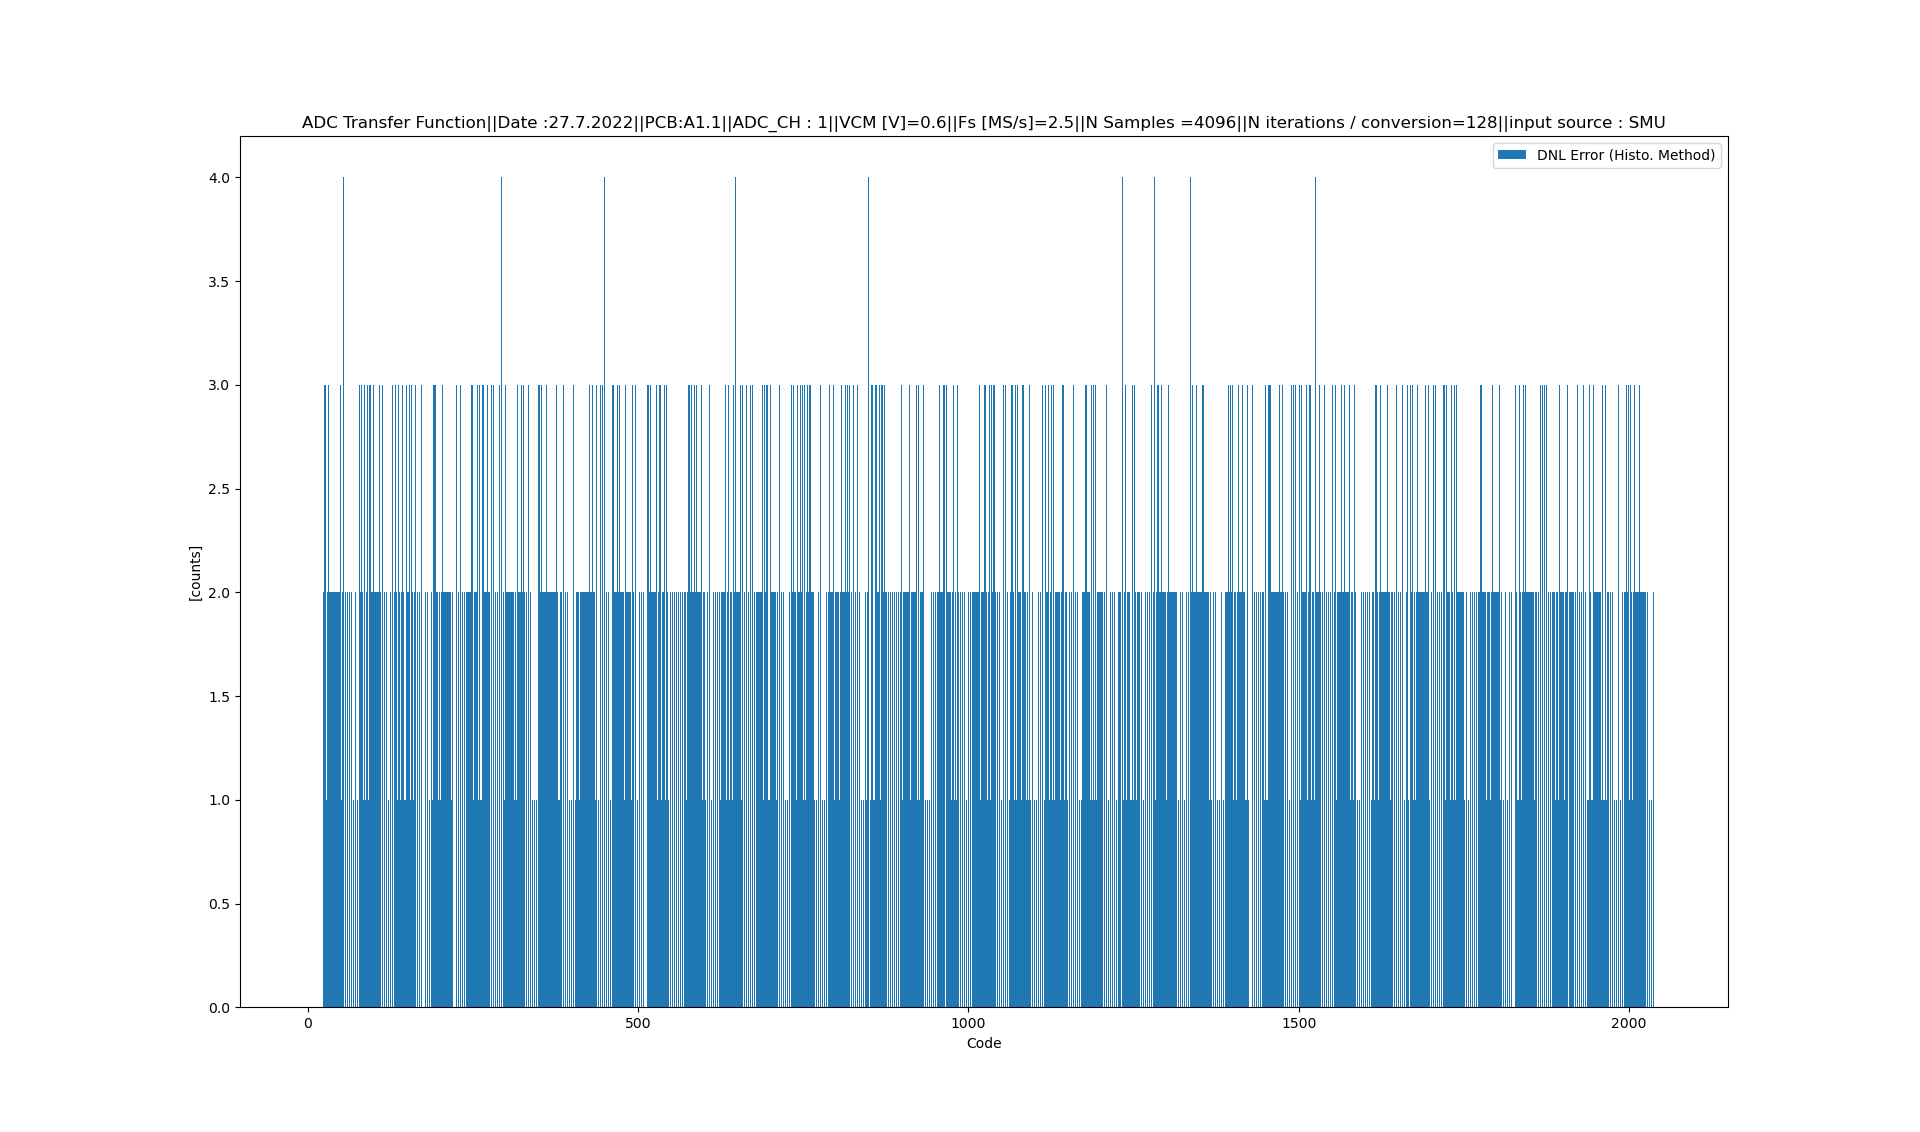 ADC Transfer Function||Date :27.7.2022||PCB:A1.1||ADC_CH : 1||VCM [V]=0.6||Fs [MS/s]=2.5||N Samples =4096||N iterations / conversion=128||input source : SMU
DNL Error (Histo. Method)
4.0
3.5
3.0
2.5
2.0
1.5
1.0
0.5
0.0
[counts]
0 500 1000 1500 2000
Code